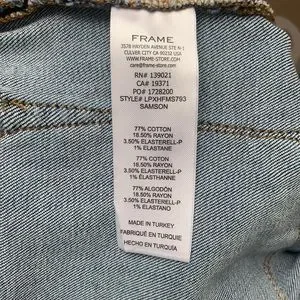 FRAME
3578 HAYDEN AVENUE STE N-1
CULVER CITY CA 90232 USA
WWW.FRAME-STORE.COM
care@frame-store.com
RN# 139021
CA# 19371
PO# 1728200
STYLE# LPXHFMS793
SAMSON
77% COTTON
18.50% RAYON
3.50% ELASTERELL-P
1% ELASTANE
77% COTON
18.50% RAYON
3.50% ELASTERELL-P
1% ELASTHANNE
77% ALGODÓN
18.50% RAYON
3.50% ELASTERELL-P
1% ELASTANO
MADE IN TURKEY
FABRIQUÉ EN TURQUIE
HECHO EN TURQUIE